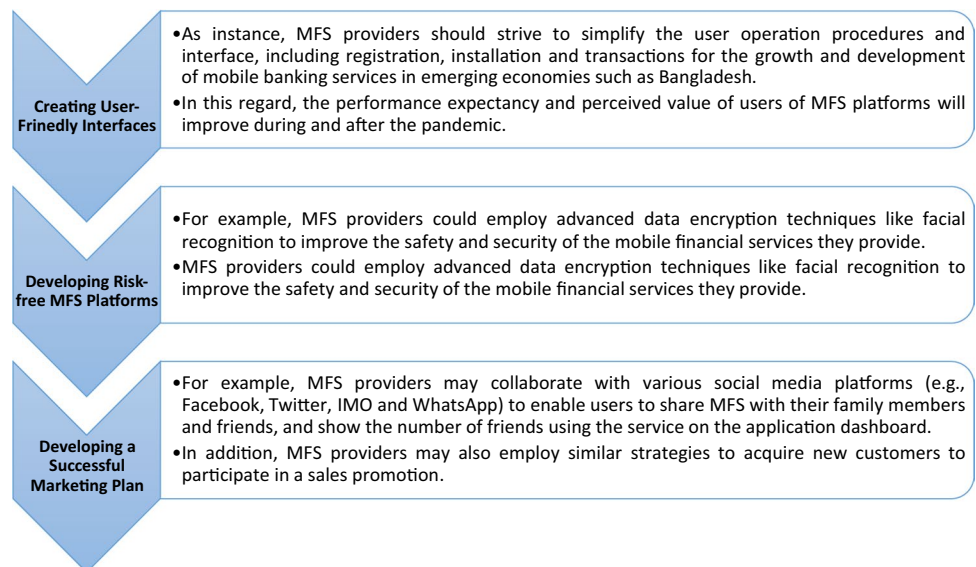 Creating User-
Frinedly Interfaces
•As instance, MFS providers should strive to simplify the user operation procedures and
interface, including registration, installation and transactions for the growth and development
of mobile banking services in emerging economies such as Bangladesh.
•In this regard, the performance expectancy and perceived value of users of MFS platforms will
improve during and after the pandemic.
Developing Risk-
free MFS Platforms
•For example, MFS providers could employ advanced data encryption techniques like facial
recognition to improve the safety and security of the mobile financial services they provide.
•MFS providers could employ advanced data encryption techniques like facial recognition to
improve the safety and security of the mobile financial services they provide.
Developing a
Successful
Marketing Plan
•For example, MFS providers may collaborate with various social media platforms (e.g.,
Facebook, Twitter, IMO and WhatsApp) to enable users to share MFS with their family members
and friends, and show the number of friends using the service on the application dashboard.
•In addition, MFS providers may also employ similar strategies to acquire new customers to
participate in a sales promotion.